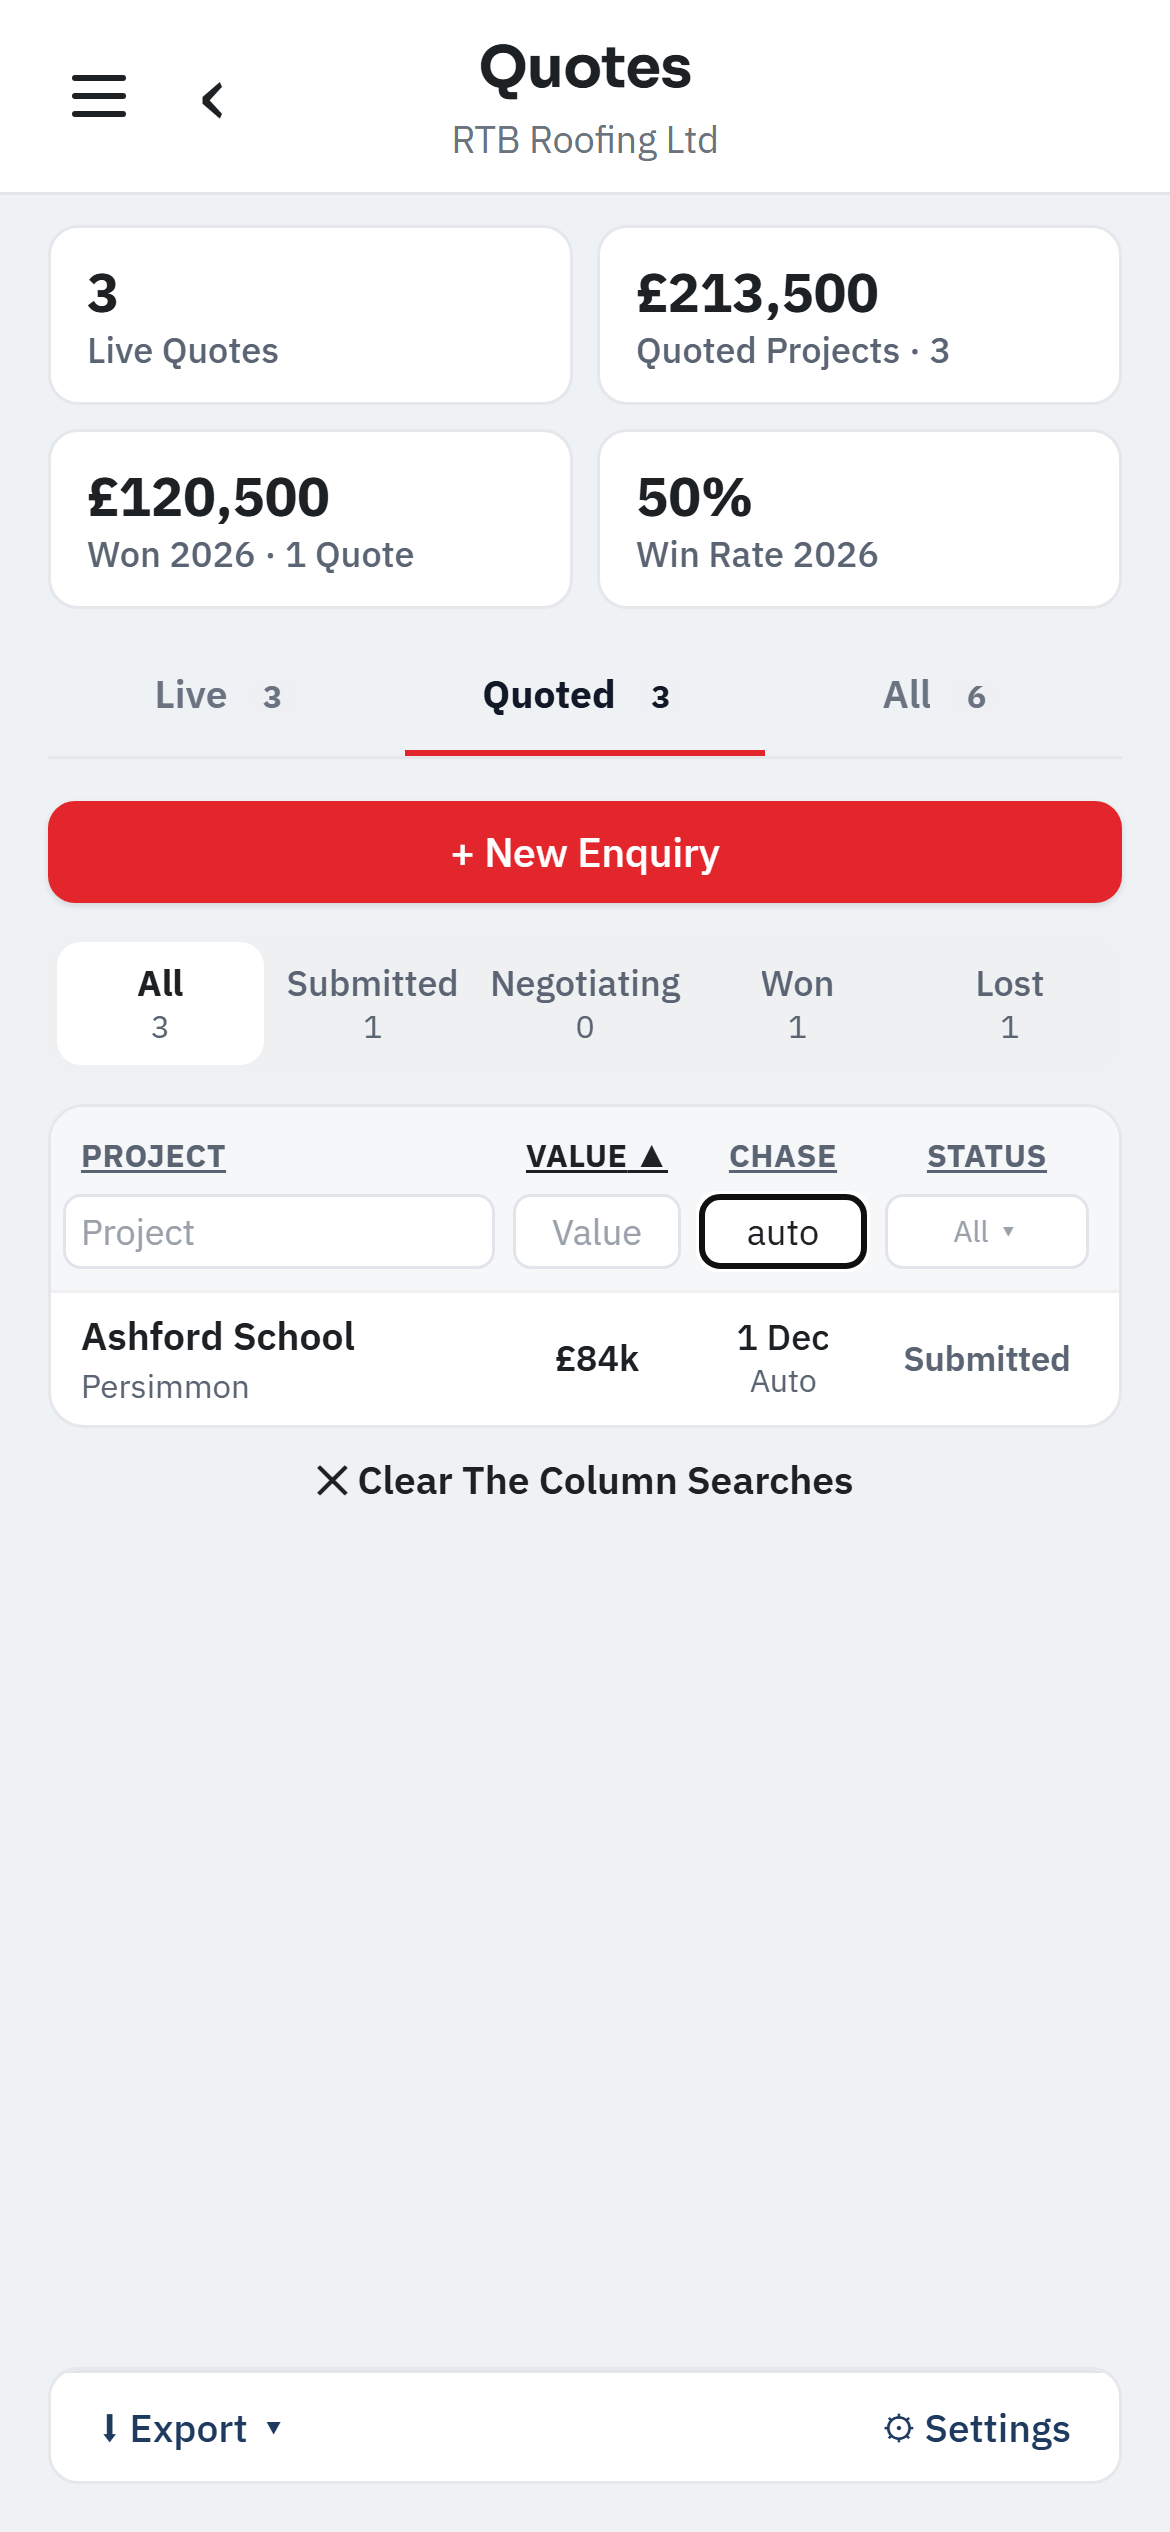 Quotes
RTB Roofing Ltd
3
Live Quotes
£213,500
Quoted Projects · 3
£120,500
Won 2026 · 1 Quote
50%
Win Rate 2026
Live 3
Quoted 3
All 6
+ New Enquiry
All
3
Submitted
1
Negotiating
0
Won
1
Lost
1
PROJECT VALUE ▲ CHASE STATUS
Project Value auto All ▼
Ashford School
Persimmon
£84k
1 Dec
Auto
Submitted
✕ Clear The Column Searches
⬇ Export ▼
⚙ Settings